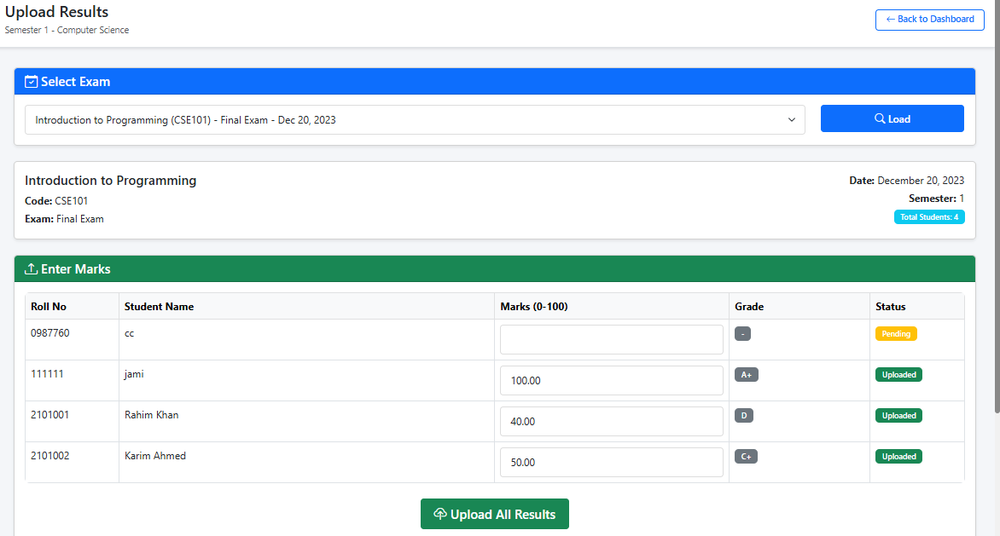 Upload Results
Semester 1 - Computer Science
← Back to Dashboard
Select Exam
Introduction to Programming (CSE101) - Final Exam - Dec 20, 2023
Load
Introduction to Programming
Code: CSE101
Exam: Final Exam
Date: December 20, 2023
Semester: 1
Total Students: 4
Enter Marks
Roll No Student Name Marks (0-100) Grade Status
0987760 cc - Pending
111111 jami 100.00 A+ Uploaded
2101001 Rahim Khan 40.00 D Uploaded
2101002 Karim Ahmed 50.00 C+ Uploaded
Upload All Results